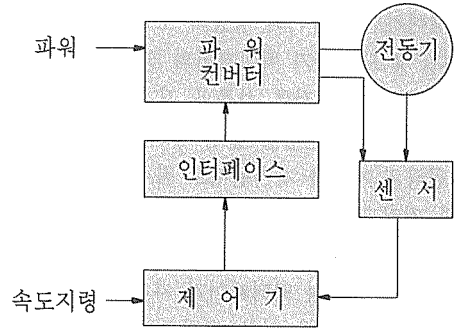 파워
파 워
컨버터
전동기
인터페이스
센 서
속도지령
제 어 기